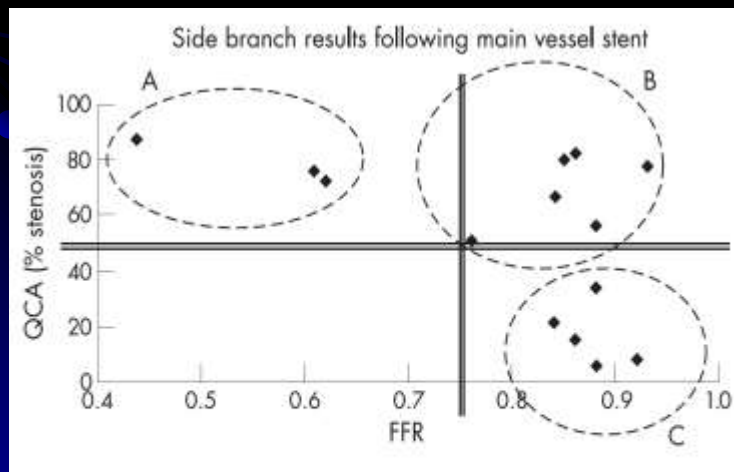 Side branch results following main vessel stent
A
B
100
80
60
40
20
0
QCA (% stenosis)
0.4
0.5
0.6
0.7
0.8
0.9
1.0
FFR
C